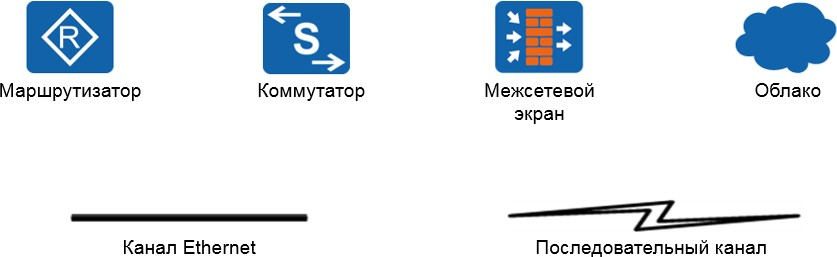 R
S
Маршрутизатор
Коммутатор
Межсетевой
экран
Облако
Канал Ethernet
Последовательный канал